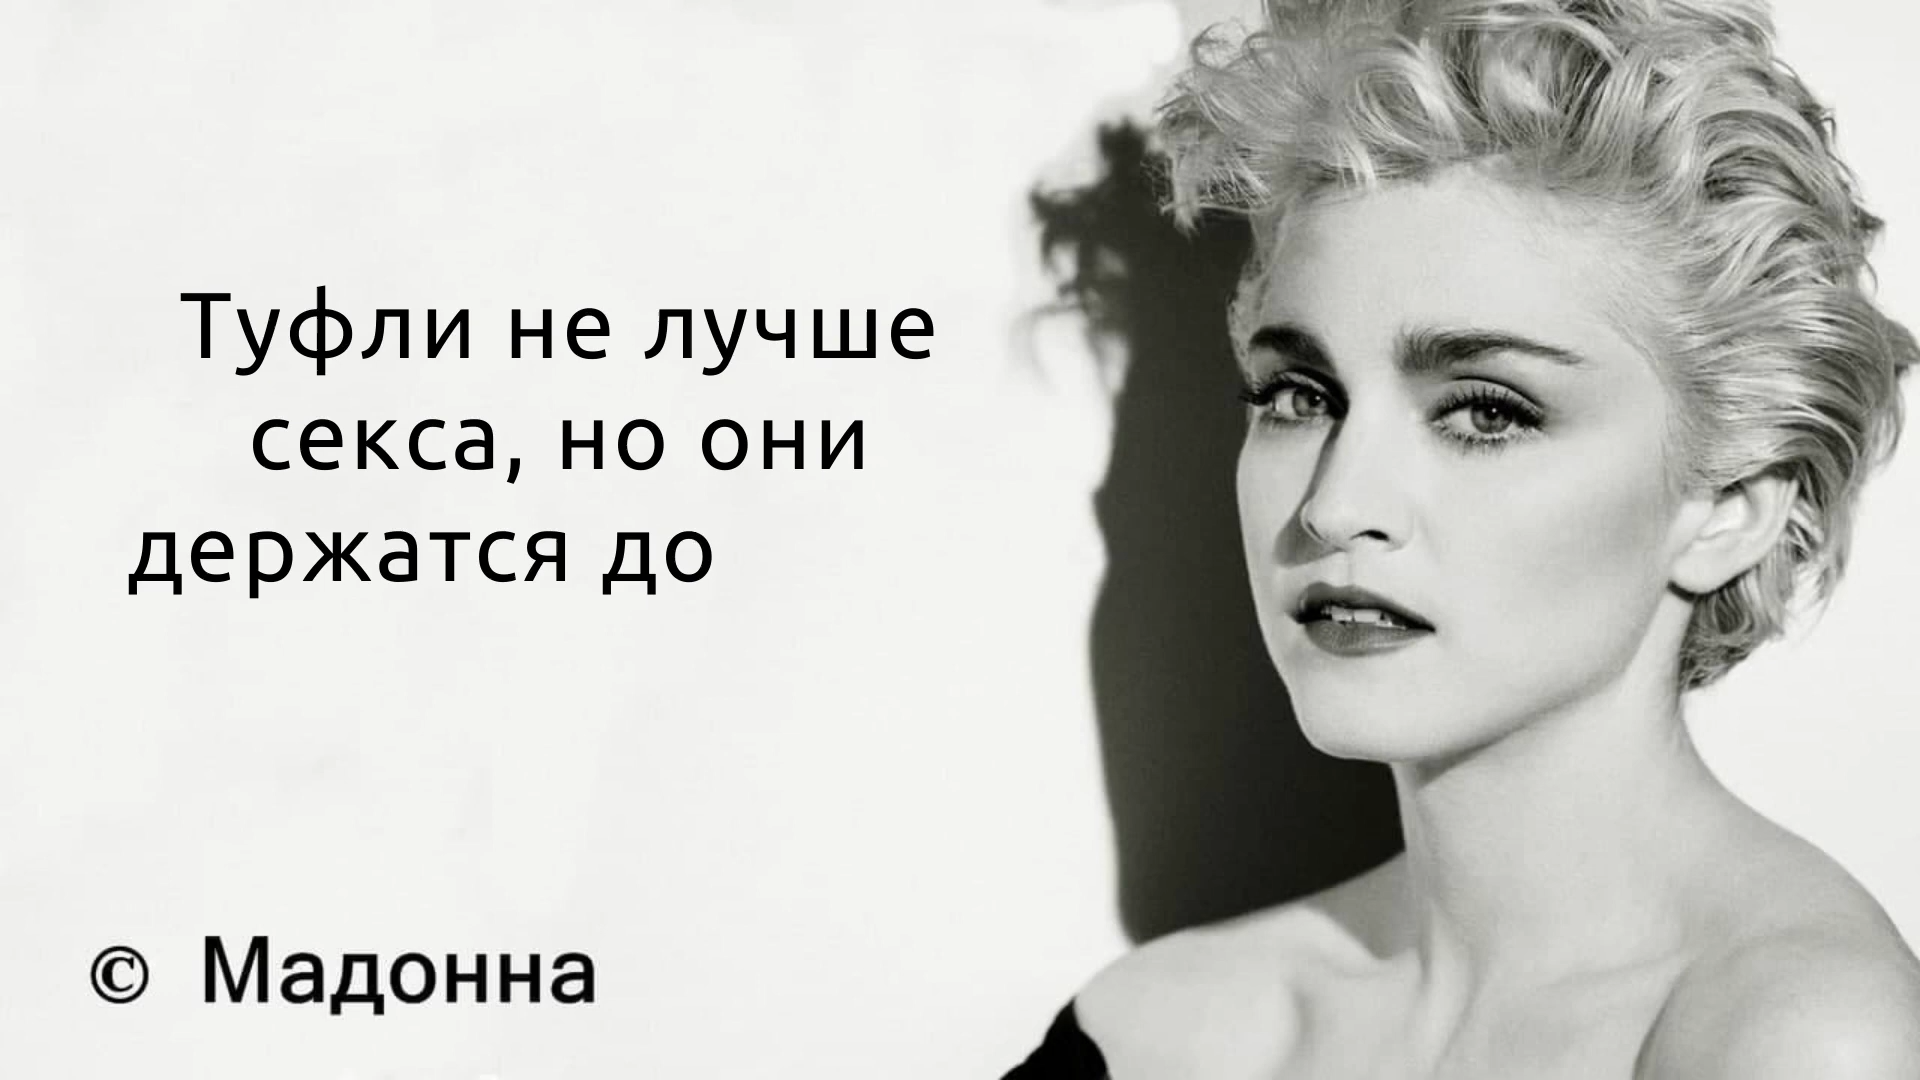 Туфли не лучше
секса, но они
держатся до
© Мадонна